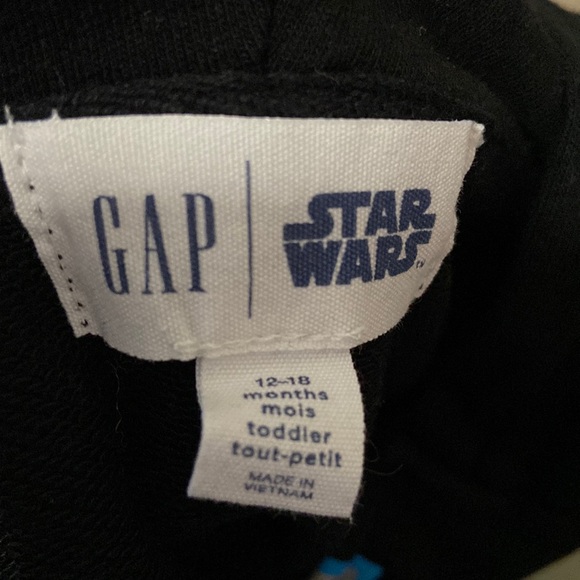 GAP
STAR
WARS
12-18
months
mois
toddler
tout-petit
MADE IN
VIETNAM